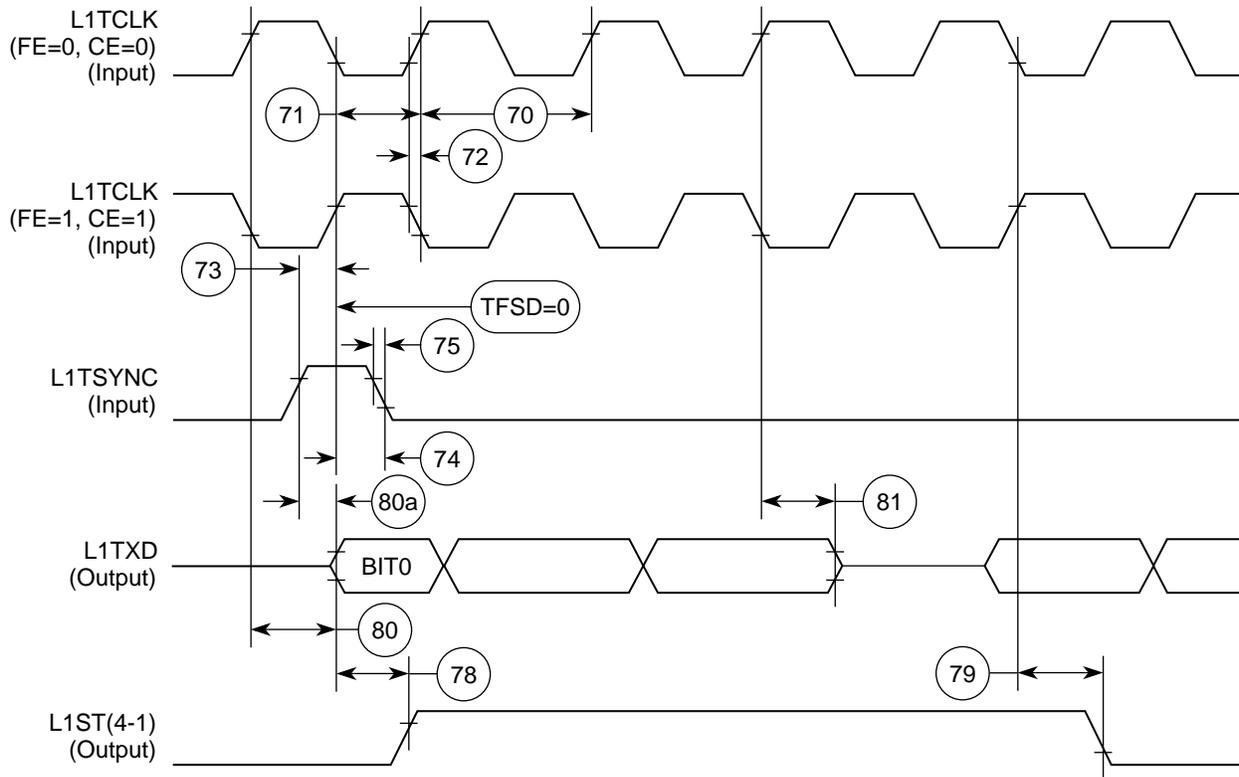 L1TCLK
(FE=0, CE=0)
(Input)
71
70
72
L1TCLK
(FE=1, CE=1)
(Input)
73
TFSD=0
75
L1TSYNC
(Input)
74
80a
81
L1TXD
(Output)
BIT0
80
78
79
L1ST(4-1)
(Output)